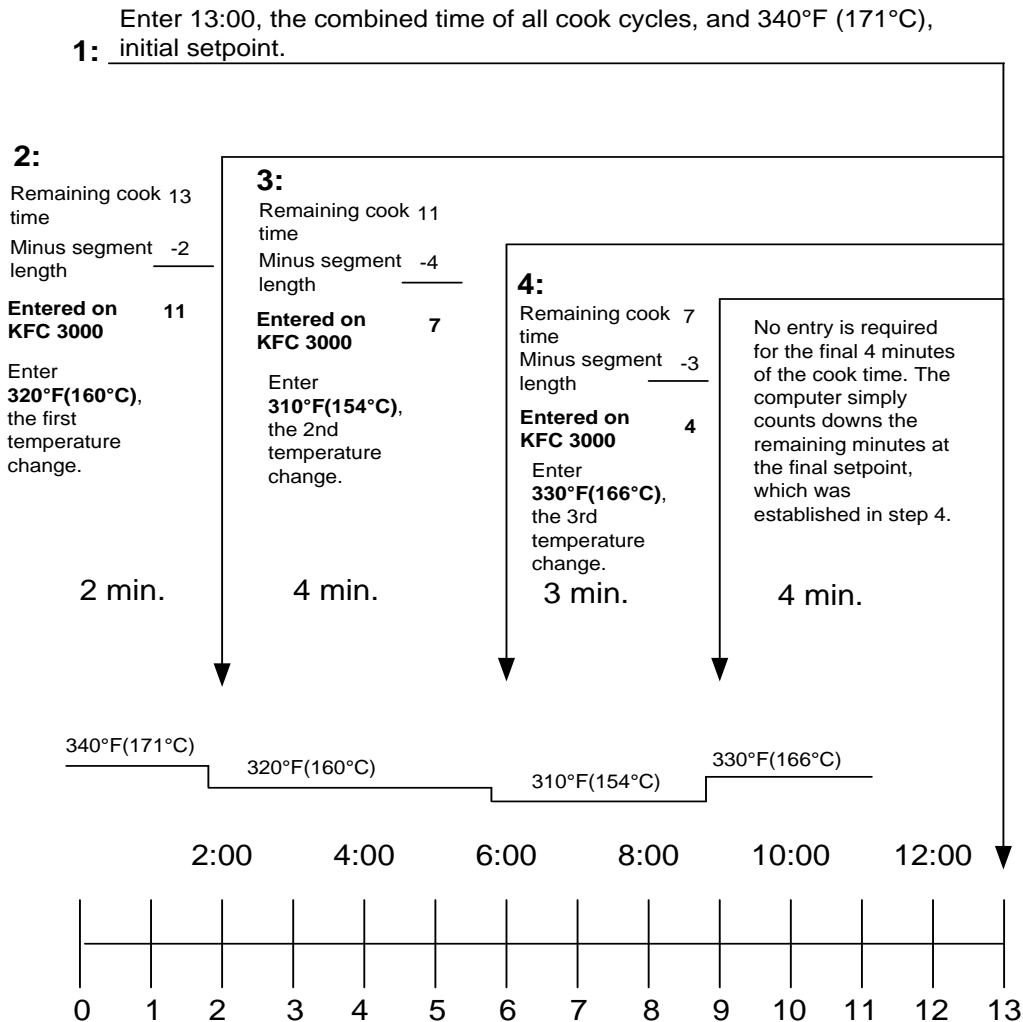 Enter 13:00, the combined time of all cook cycles, and 340°F (171°C),
1: initial setpoint.
2:
Remaining cook 13
time
Minus segment -2
length
Entered on 11
KFC 3000
Enter
320°F(160°C),
the first
temperature
change.
3:
Remaining cook 11
time
Minus segment -4
length
Entered on 7
KFC 3000
Enter
310°F(154°C),
the 2nd
temperature
change.
4:
Remaining cook 7
time
Minus segment -3
length
Entered on 4
KFC 3000
Enter
330°F(166°C),
the 3rd
temperature
change.
No entry is required
for the final 4 minutes
of the cook time. The
computer simply
counts downs the
remaining minutes at
the final setpoint,
which was
established in step 4.
2 min. 4 min. 3 min. 4 min.
340°F(171°C) 320°F(160°C) 310°F(154°C) 330°F(166°C)
2:00 4:00 6:00 8:00 10:00 12:00
0 1 2 3 4 5 6 7 8 9 10 11 12 13